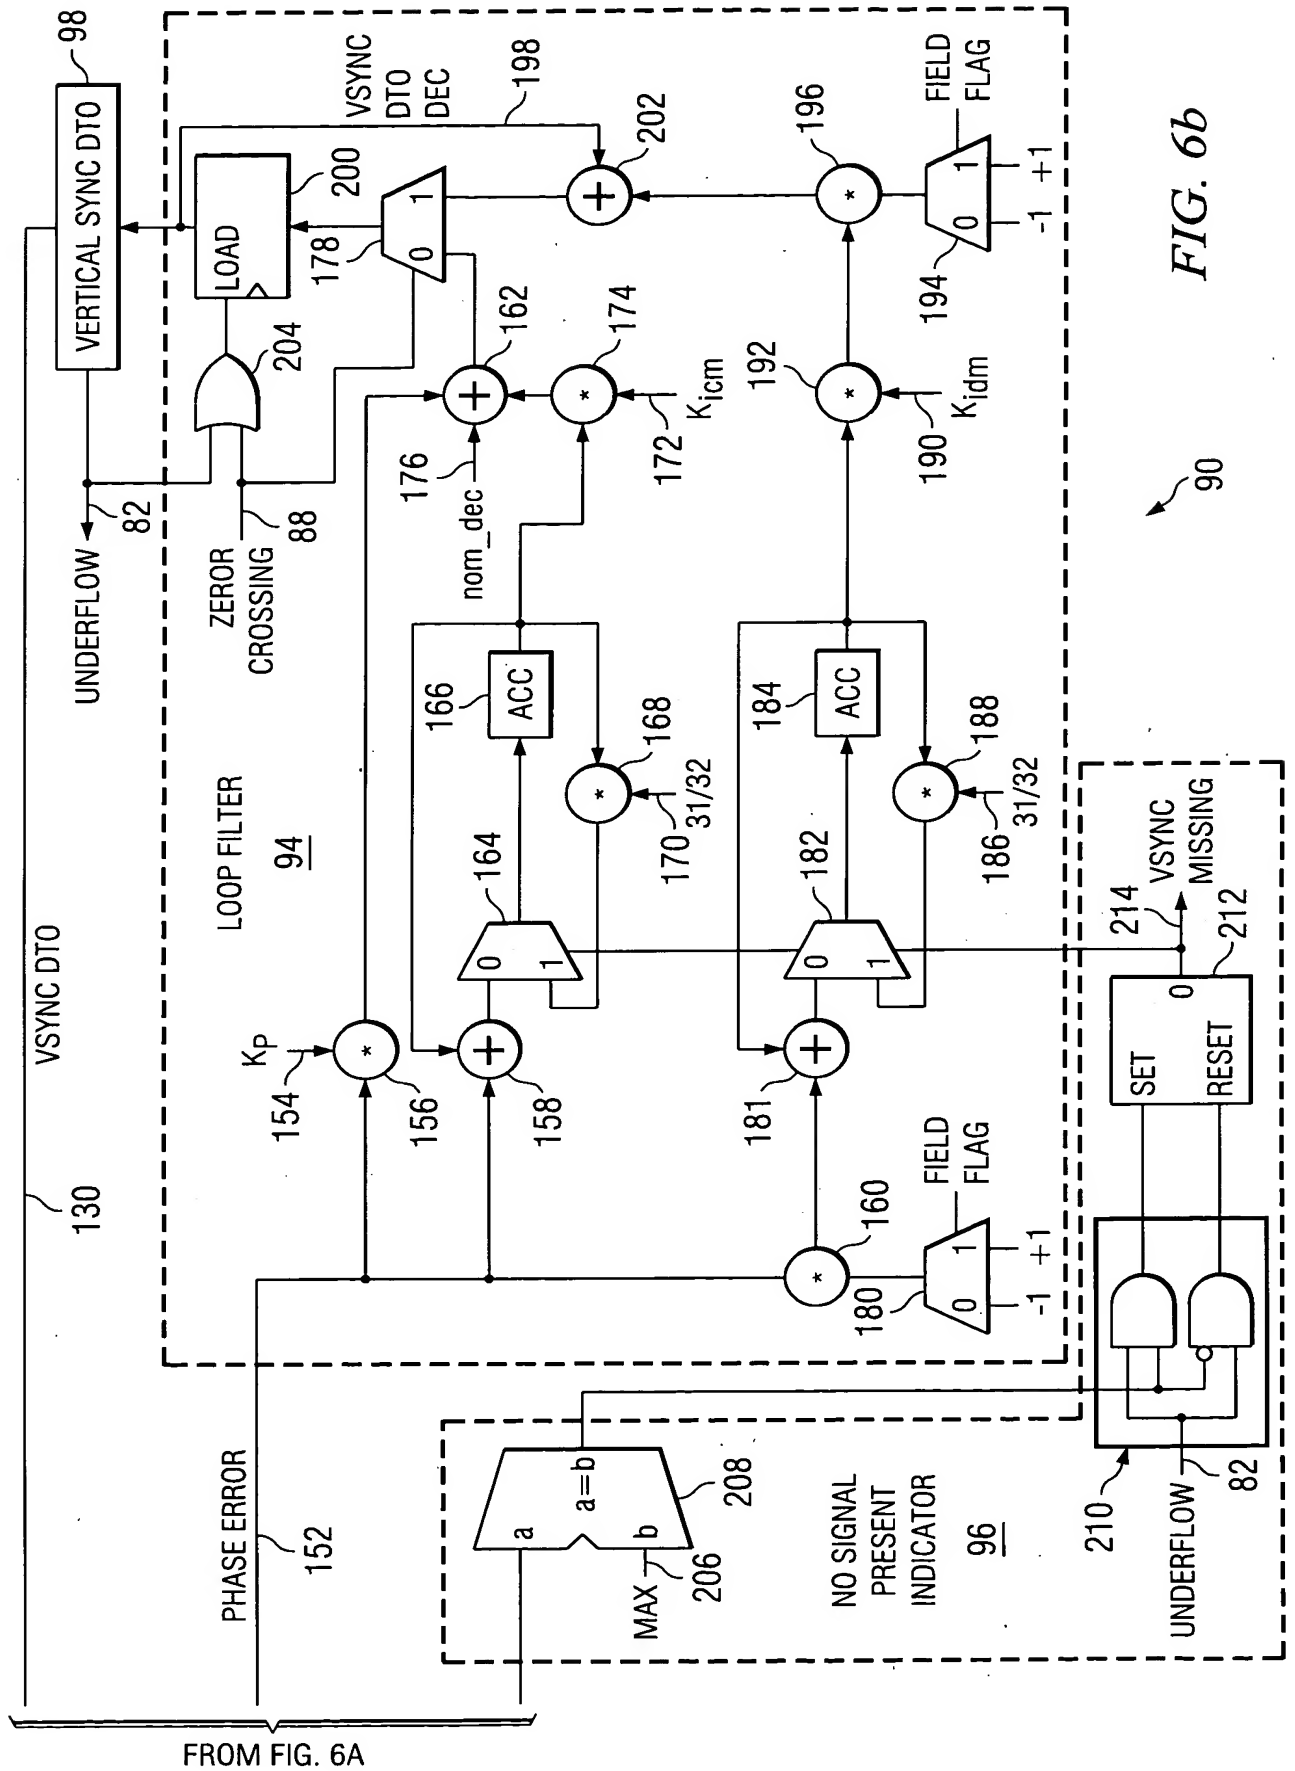 VSYNC DTO
130
VERTICAL SYNC DTO
98
UNDERFLOW
82
ZEROR
CROSSING
88
204
LOAD
200
VSYNC
DTO
DEC
198
178
0
1
202
LOOP FILTER
94
PHASE ERROR
152
KP
154
*
156
+
158
0
1
164
166
ACC
*
168
170
31/32
nom_dec
176
+
162
*
174
172
Kicm
*
160
180
0
1
-1
+1
FIELD
FLAG
+
181
0
1
182
184
ACC
*
188
186
31/32
*
192
190
Kidm
*
196
194
0
1
-1
+1
FIELD
FLAG
+
FROM FIG. 6A
a
a=b
b
MAX
206
208
NO SIGNAL
PRESENT
INDICATOR
96
210
UNDERFLOW
82
SET
RESET
0
212
214
VSYNC
MISSING
90
FIG. 6b